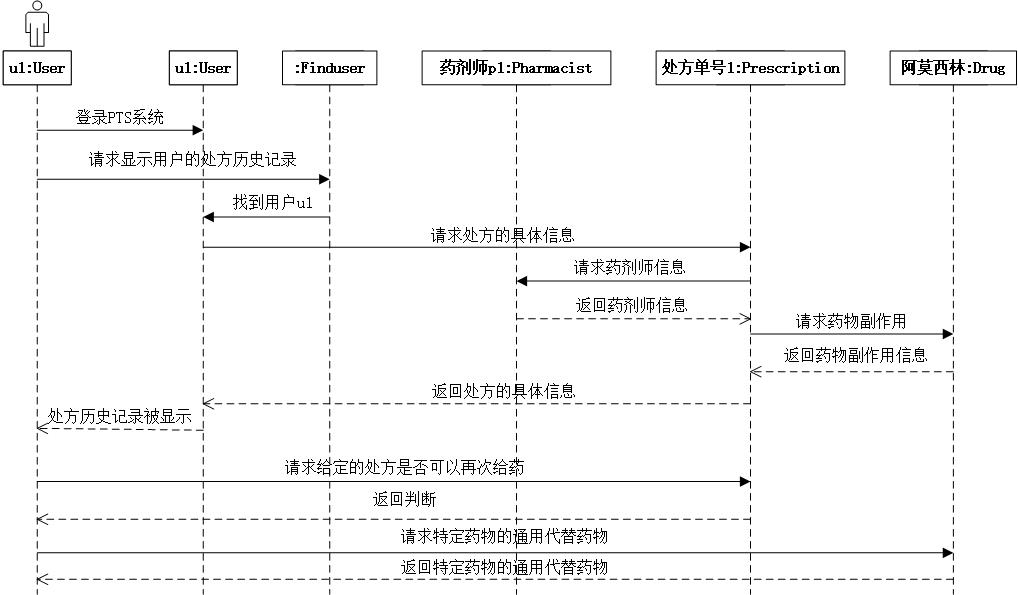 u1:User
u1:User
:Finduser
药剂师p1:Pharmacist
处方单号1:Prescription
阿莫西林:Drug
登录PTS系统
请求显示用户的处方历史记录
找到用户u1
请求处方的具体信息
请求药剂师信息
返回药剂师信息
请求药物副作用
返回药物副作用信息
返回处方的具体信息
处方历史记录被显示
请求给定的处方是否可以再次给药
返回判断
请求特定药物的通用代替药物
返回特定药物的通用代替药物